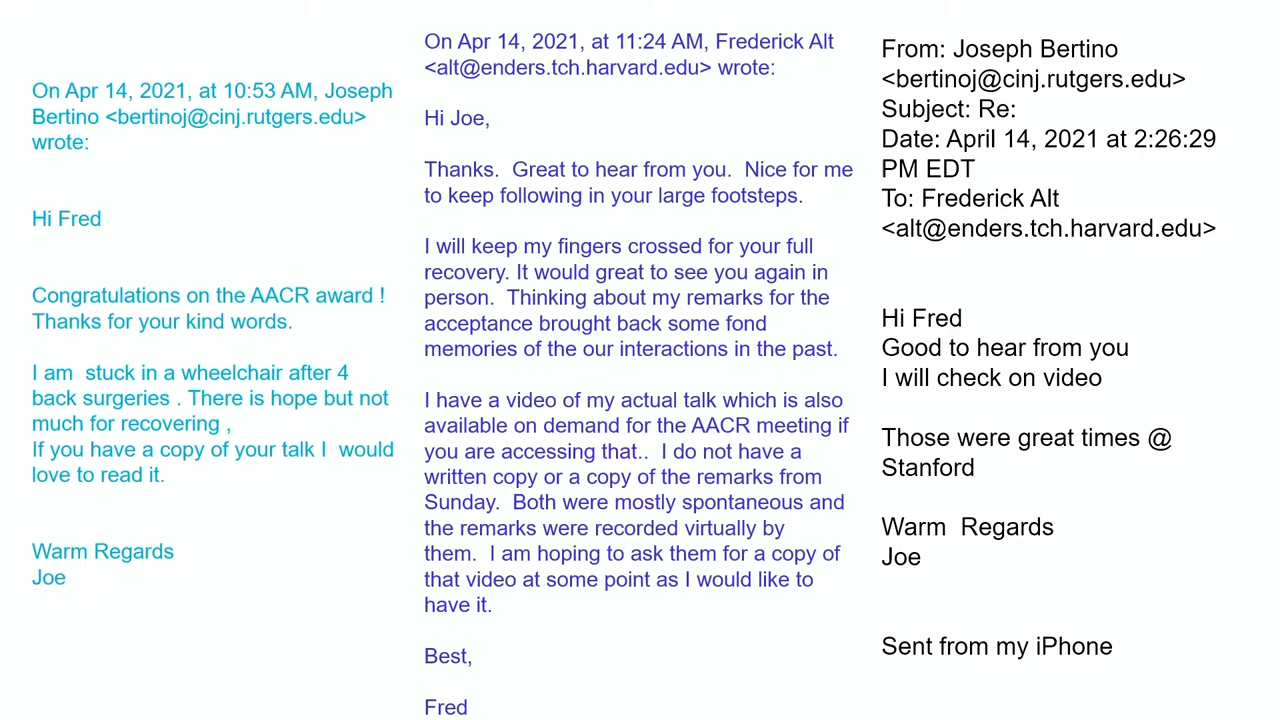 On Apr 14, 2021, at 10:53 AM, Joseph
Bertino <bertinoj@cinj.rutgers.edu>
wrote:
Hi Fred
Congratulations on the AACR award !
Thanks for your kind words.
I am  stuck in a wheelchair after 4
back surgeries . There is hope but not
much for recovering ,
If you have a copy of your talk I  would
love to read it.
Warm Regards
Joe
On Apr 14, 2021, at 11:24 AM, Frederick Alt
<alt@enders.tch.harvard.edu> wrote:
Hi Joe,
Thanks.  Great to hear from you.  Nice for me
to keep following in your large footsteps.
I will keep my fingers crossed for your full
recovery. It would great to see you again in
person.  Thinking about my remarks for the
acceptance brought back some fond
memories of the our interactions in the past.
I have a video of my actual talk which is also
available on demand for the AACR meeting if
you are accessing that..  I do not have a
written copy or a copy of the remarks from
Sunday.  Both were mostly spontaneous and
the remarks were recorded virtually by
them.  I am hoping to ask them for a copy of
that video at some point as I would like to
have it.
Best,
Fred
From: Joseph Bertino
<bertinoj@cinj.rutgers.edu>
Subject: Re:
Date: April 14, 2021 at 2:26:29
PM EDT
To: Frederick Alt
<alt@enders.tch.harvard.edu>
Hi Fred
Good to hear from you
I will check on video
Those were great times @
Stanford
Warm  Regards
Joe
Sent from my iPhone